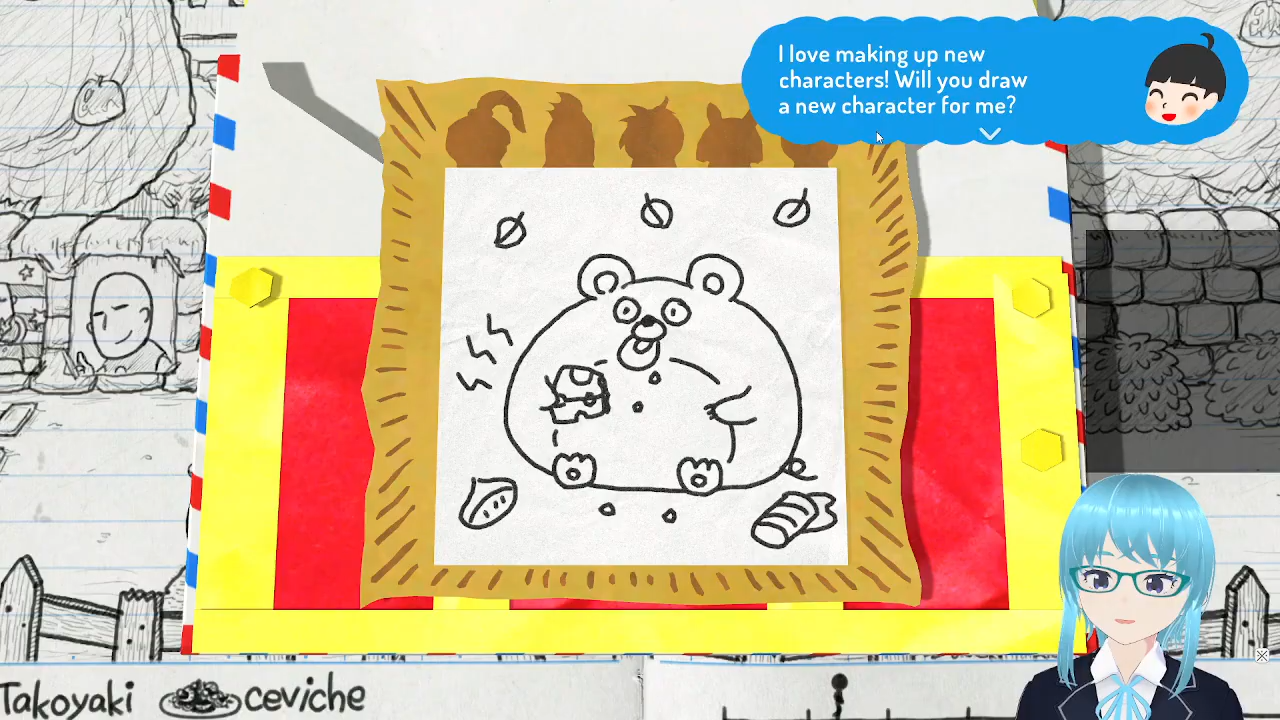 I love making up new
characters! Will you draw
a new character for me?
Takoyaki ceviche